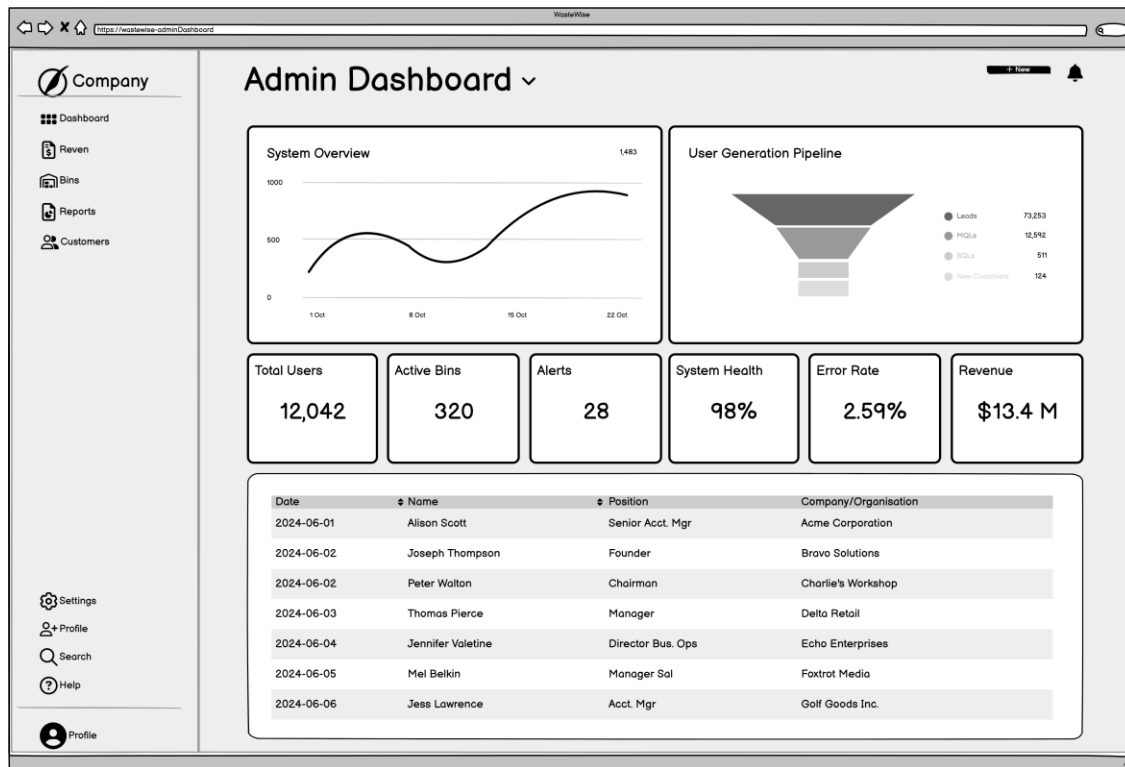 WasteWise
https://wastewise-adminDashboard
Company
Dashboard
Reven
Bins
Reports
Customers
Settings
Profile
Search
Help
Profile
Admin Dashboard
+ New
System Overview
1,483
1000
500
0
1 Oct 8 Oct 15 Oct 22 Oct
User Generation Pipeline
Leads 73,253
MQLs 12,592
SQLs 511
New Customers 124
Total Users
12,042
Active Bins
320
Alerts
28
System Health
98%
Error Rate
2.59%
Revenue
$13.4 M
Date Name Position Company/Organisation
2024-06-01 Alison Scott Senior Acct. Mgr Acme Corporation
2024-06-02 Joseph Thompson Founder Bravo Solutions
2024-06-02 Peter Walton Chairman Charlie's Workshop
2024-06-03 Thomas Pierce Manager Delta Retail
2024-06-04 Jennifer Valetine Director Bus. Ops Echo Enterprises
2024-06-05 Mel Belkin Manager Sal Foxtrot Media
2024-06-06 Jess Lawrence Acct. Mgr Golf Goods Inc.